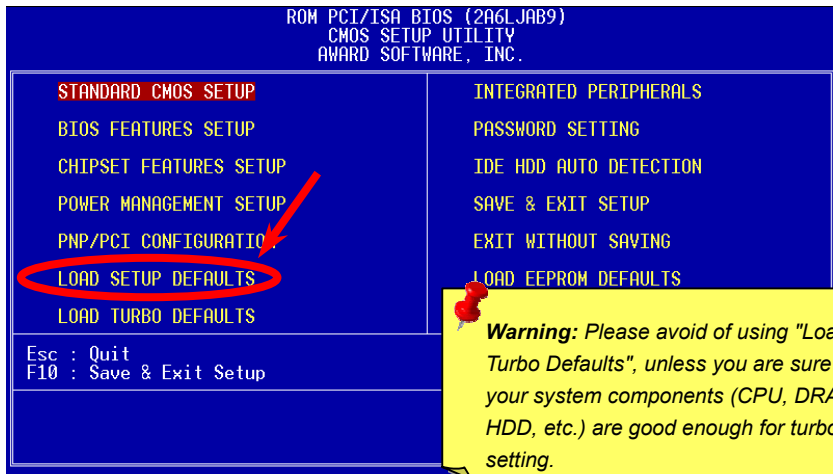 ROM PCI/ISA BIOS (2A6LJAB9)
CMOS SETUP UTILITY
AWARD SOFTWARE, INC.
STANDARD CMOS SETUP
BIOS FEATURES SETUP
CHIPSET FEATURES SETUP
POWER MANAGEMENT SETUP
PNP/PCI CONFIGURATION
LOAD SETUP DEFAULTS
LOAD TURBO DEFAULTS
INTEGRATED PERIPHERALS
PASSWORD SETTING
IDE HDD AUTO DETECTION
SAVE & EXIT SETUP
EXIT WITHOUT SAVING
LOAD EEPROM DEFAULTS
Esc : Quit
F10 : Save & Exit Setup
Warning: Please avoid of using "Loa
Turbo Defaults", unless you are sure
your system components (CPU, DRA
HDD, etc.) are good enough for turbo
setting.